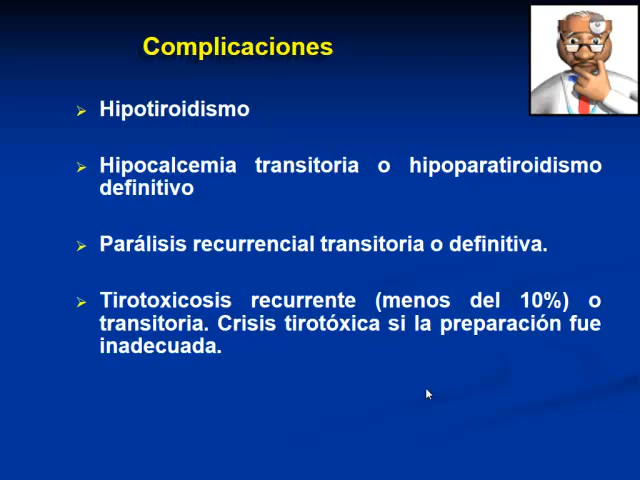 Complicaciones
Hipotiroidismo
Hipocalcemia transitoria o hipoparatiroidismo
definitivo
Parálisis recurrencial transitoria o definitiva.
Tirotoxicosis recurrente (menos del 10%) o
transitoria. Crisis tirotóxica si la preparación fue
inadecuada.